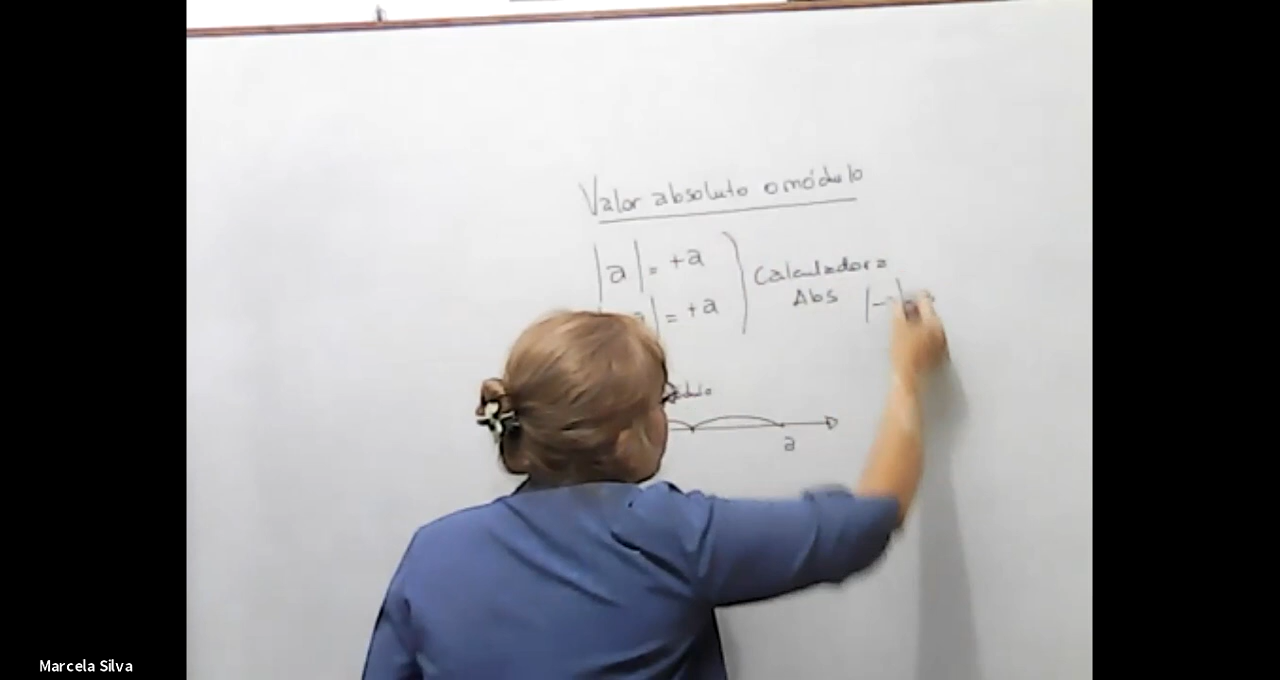 Valor absoluto o módulo
|a| = +a
Calculadora
| = +a
Abs
a
Marcela Silva